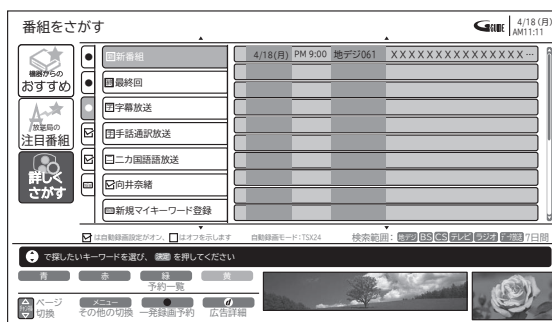 番組をさがす
GGUIDE
4/18 (月)
AM11:11
機器からの
おすすめ
放送局の
注目番組
詳しく
さがす
新新番組
終最終回
字字幕放送
手手話通訳放送
二二カ国語放送
向井奈緒
新規マイキーワード登録
4/18(月) PM 9:00 地デジ061 XXXXXXXXXXXXXXX…
は自動録画設定がオン、 はオフを示します 自動録画モード:TSX24 検索範囲: 地デジ BS CS テレビ ラジオ データ放送 7日間
で探したいキーワードを選び、 決定 を押してください
青 赤 緑 黄
予約一覧
ページ
切換
メニュー
その他の切換
一発録画予約
d
広告詳細